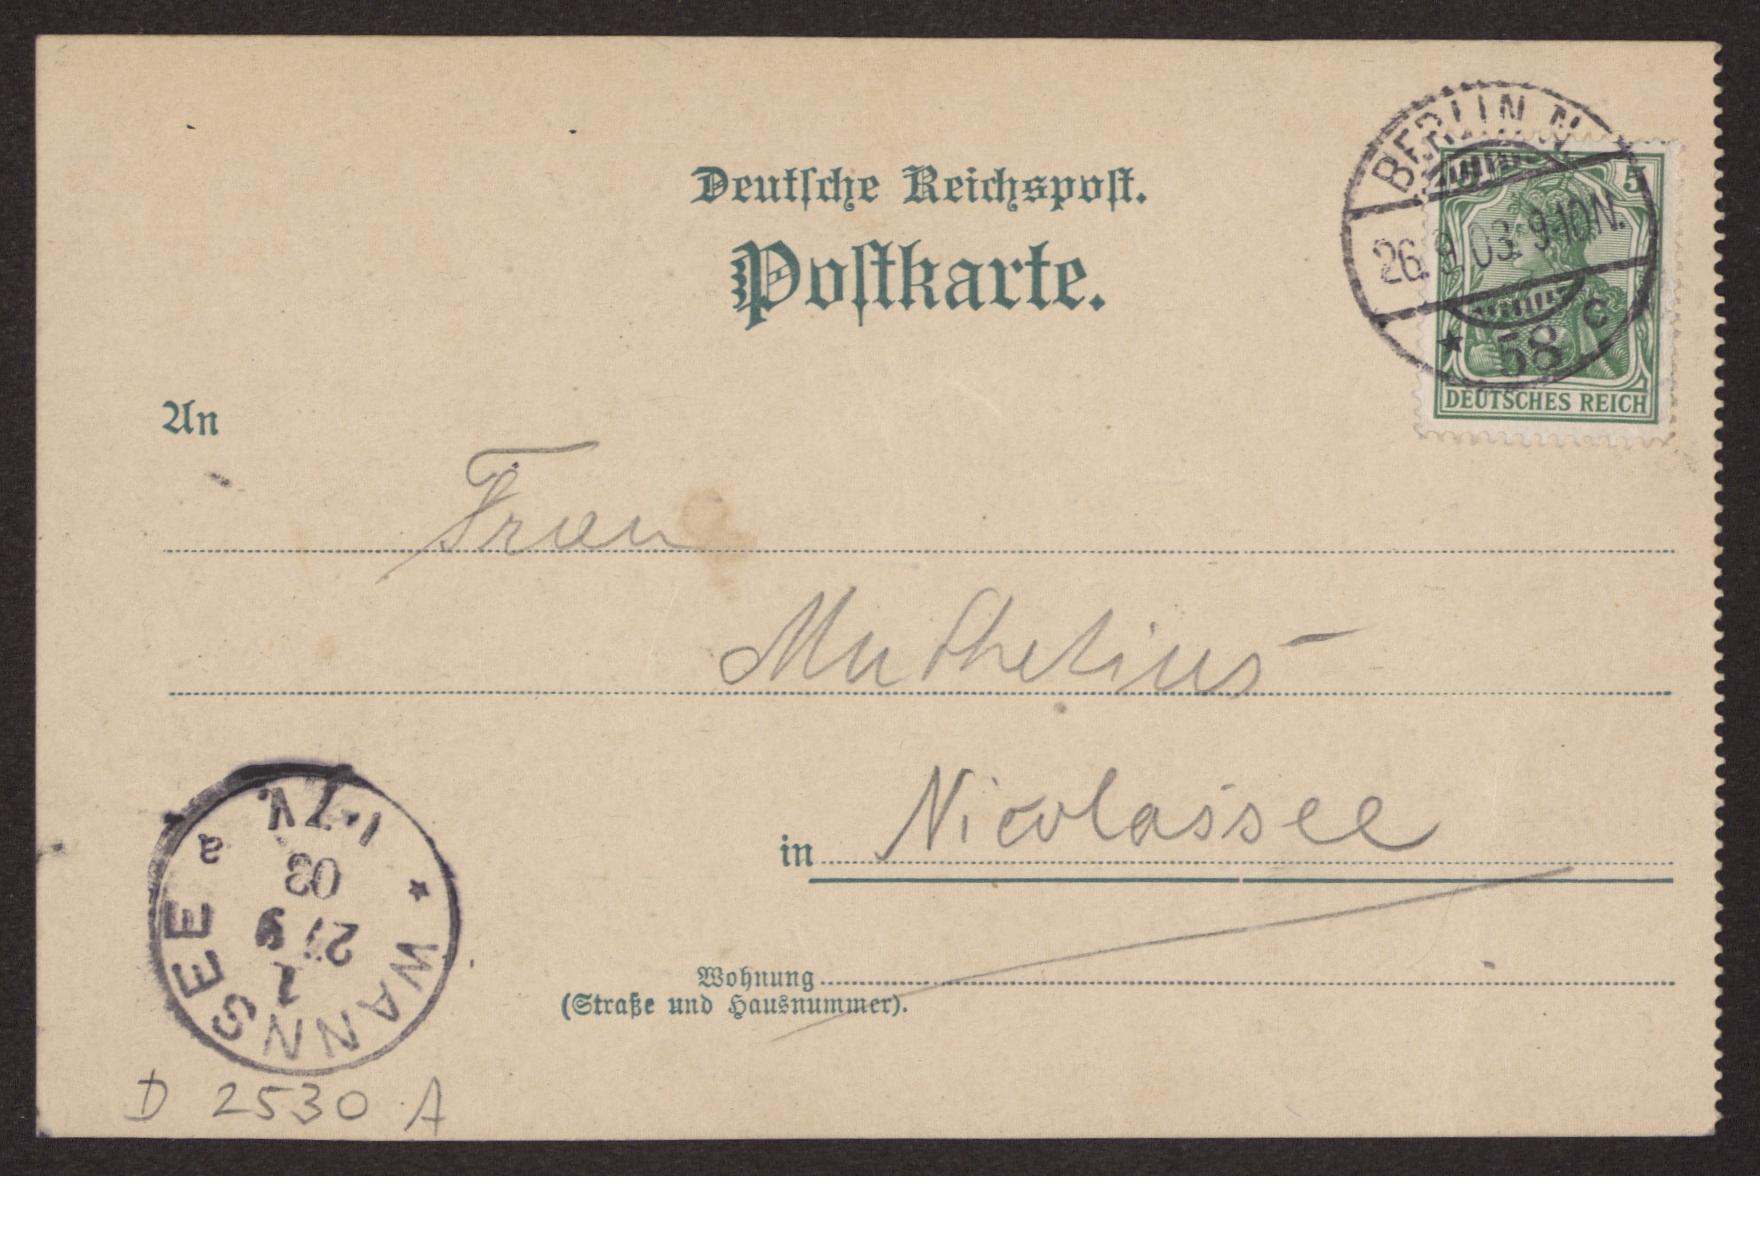 Deutsche Reichspost.
Postkarte.
BERLIN N.
26.9.03. 9-10N.
* 58 c
5
DEUTSCHES REICH
An
Frau
Muthesius
in Nicolassee
Wohnung
(Straße und Hausnummer).
* WANNSEE a
1
27 9
03
1-7V.
D 2530 A